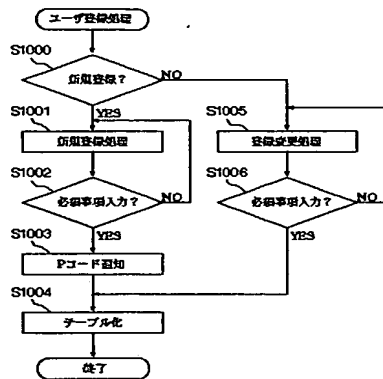 ユーザ登録処理
S1000
新規登録？
NO
YES
S1001
新規登録処理
S1005
登録変更処理
S1002
必須事項入力？
NO
YES
S1006
必須事項入力？
NO
YES
S1003
Pコード通知
S1004
テーブル化
終了